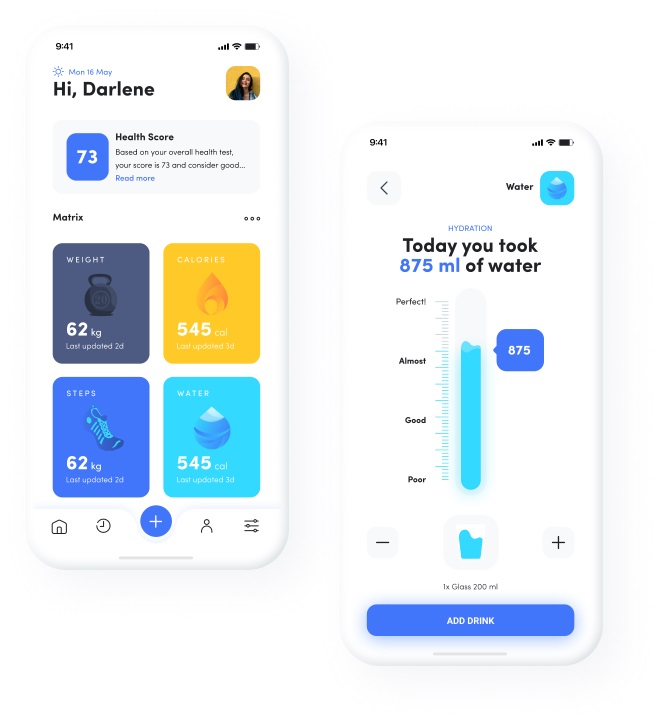 9:41
Mon 16 May
Hi, Darlene
Health Score
73
Based on your overall health test,
your score is 73 and consider good...
Read more
Matrix
WEIGHT
20
62 kg
Last updated 2d
CALORIES
545 cal
Last updated 3d
STEPS
62 kg
Last updated 2d
WATER
545 cal
Last updated 3d
9:41
Water
HYDRATION
Today you took
875 ml of water
Perfect!
Almost
875
Good
Poor
1x Glass 200 ml
ADD DRINK